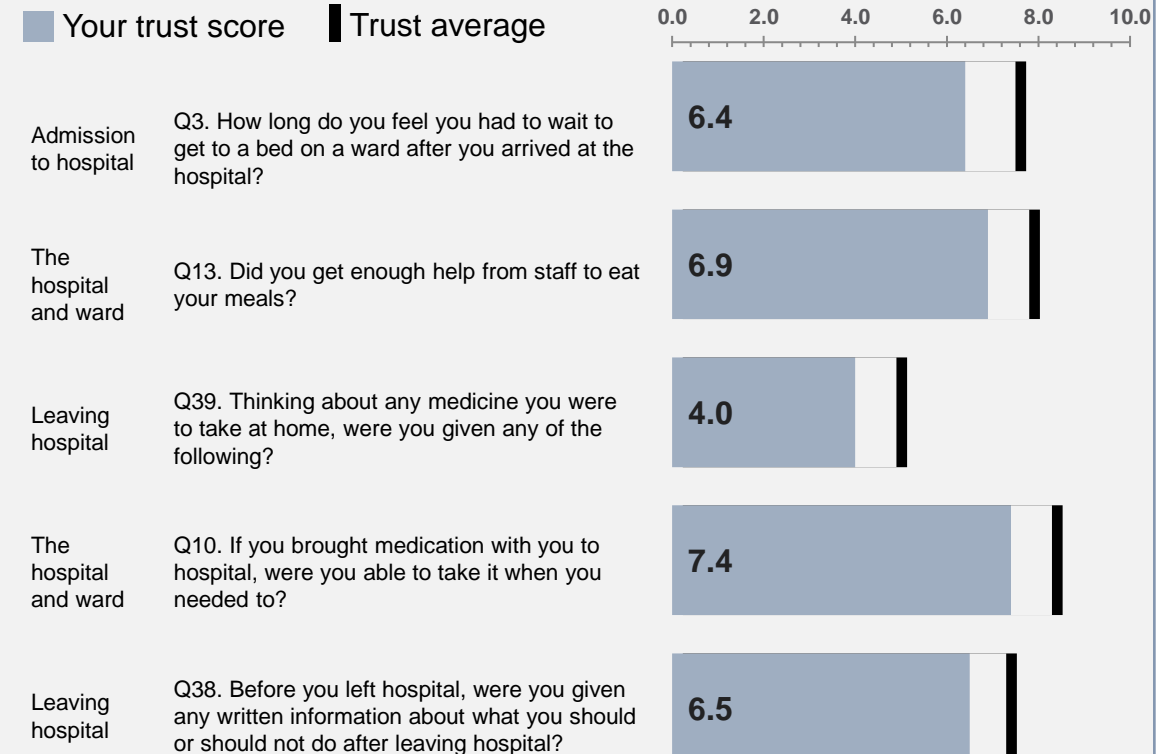 Your trust score
Trust average
0.0 2.0 4.0 6.0 8.0 10.0
Admission
to hospital
Q3. How long do you feel you had to wait to
get to a bed on a ward after you arrived at the
hospital?
6.4
The
hospital
and ward
Q13. Did you get enough help from staff to eat
your meals?
6.9
Leaving
hospital
Q39. Thinking about any medicine you were
to take at home, were you given any of the
following?
4.0
The
hospital
and ward
Q10. If you brought medication with you to
hospital, were you able to take it when you
needed to?
7.4
Leaving
hospital
Q38. Before you left hospital, were you given
any written information about what you should
or should not do after leaving hospital?
6.5